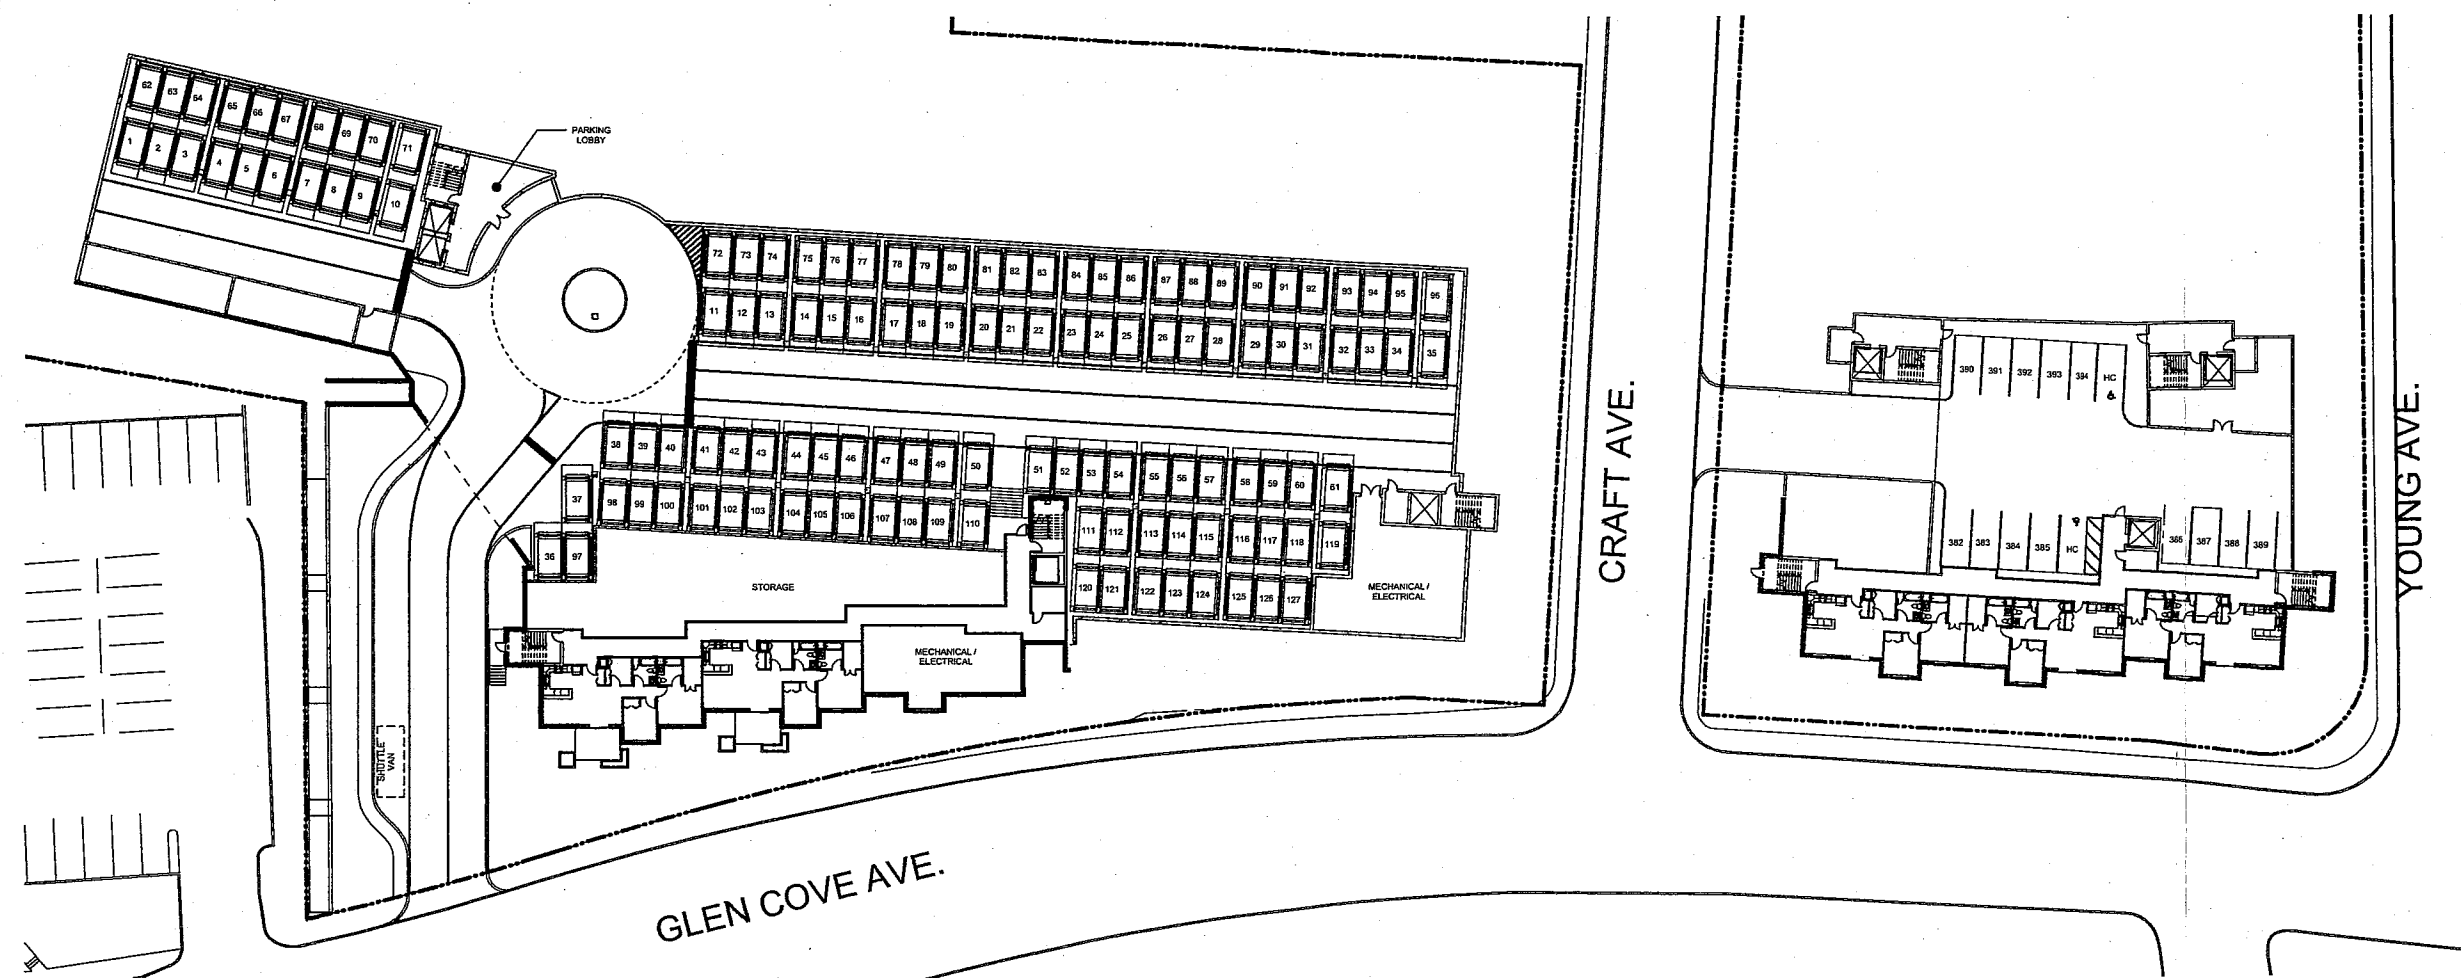 62 63 64 65 66 67 68 69 70 71
1 2 3 4 5 6 7 8 9 10
PARKING
LOBBY
72 73 74 75 76 77 78 79 80 81 82 83 84 85 86 87 88 89 90 91 92 93 94 95 96
11 12 13 14 15 16 17 18 19 20 21 22 23 24 25 26 27 28 29 30 31 32 33 34 35
38 39 40 41 42 43 44 45 46 47 48 49 50 51 52 53 54 55 56 57 58 59 60 61
37 98 99 100 101 102 103 104 105 106 107 108 109 110 111 112 113 114 115 116 117 118 119
36 97
120 121 122 123 124 125 126 127
STORAGE
MECHANICAL /
ELECTRICAL
MECHANICAL /
ELECTRICAL
SHUTTLE
VAN
GLEN COVE AVE.
CRAFT AVE.
390 391 392 393 394 HC
382 383 384 385 HC 386 387 388 389
YOUNG AVE.